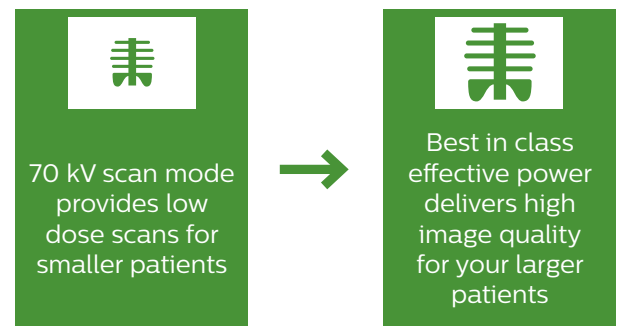 70 kV scan mode
provides low
dose scans for
smaller patients
Best in class
effective power
delivers high
image quality
for your larger
patients